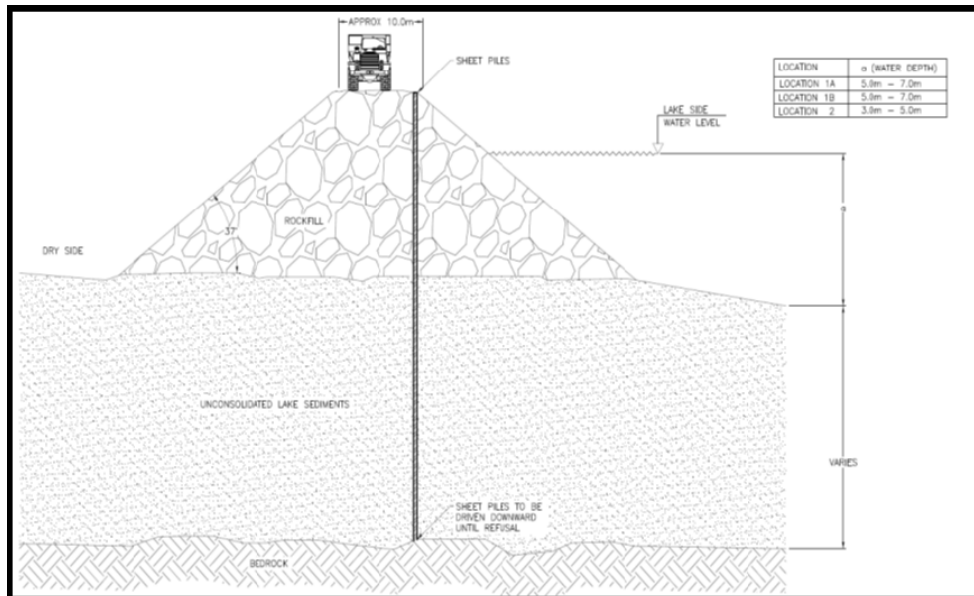 APPROX 10.0m
SHEET PILES
LOCATION α (WATER DEPTH)
LOCATION 1A 5.0m - 7.0m
LOCATION 1B 5.0m - 7.0m
LOCATION 2 3.0m - 5.0m
LAKE SIDE
WATER LEVEL
α
ROCKFILL
37°
DRY SIDE
UNCONSOLIDATED LAKE SEDIMENTS
VARIES
SHEET PILES TO BE
DRIVEN DOWNWARD
UNTIL REFUSAL
BEDROCK